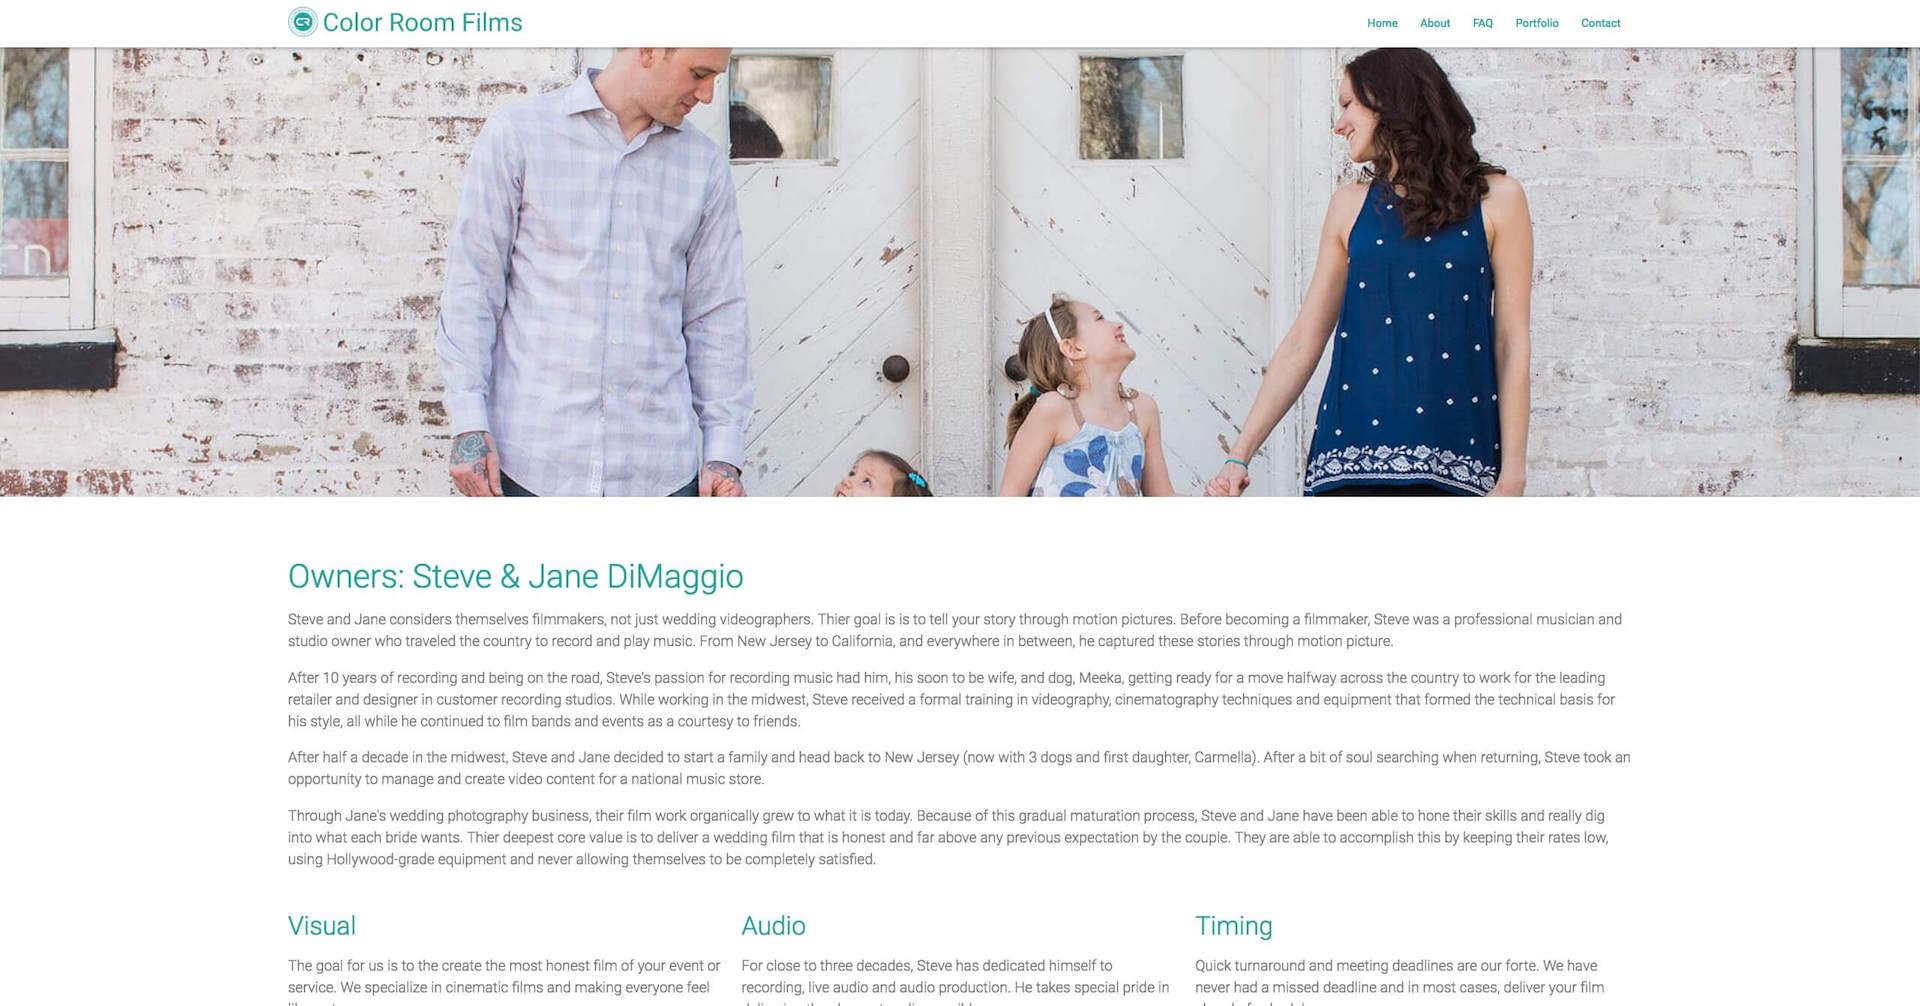 CR Color Room Films
Home About FAQ Portfolio Contact
Owners: Steve & Jane DiMaggio
Steve and Jane considers themselves filmmakers, not just wedding videographers. Thier goal is is to tell your story through motion pictures. Before becoming a filmmaker, Steve was a professional musician and
studio owner who traveled the country to record and play music. From New Jersey to California, and everywhere in between, he captured these stories through motion picture.
After 10 years of recording and being on the road, Steve's passion for recording music had him, his soon to be wife, and dog, Meeka, getting ready for a move halfway across the country to work for the leading
retailer and designer in customer recording studios. While working in the midwest, Steve received a formal training in videography, cinematography techniques and equipment that formed the technical basis for
his style, all while he continued to film bands and events as a courtesy to friends.
After half a decade in the midwest, Steve and Jane decided to start a family and head back to New Jersey (now with 3 dogs and first daughter, Carmella). After a bit of soul searching when returning, Steve took an
opportunity to manage and create video content for a national music store.
Through Jane's wedding photography business, their film work organically grew to what it is today. Because of this gradual maturation process, Steve and Jane have been able to hone their skills and really dig
into what each bride wants. Thier deepest core value is to deliver a wedding film that is honest and far above any previous expectation by the couple. They are able to accomplish this by keeping their rates low,
using Hollywood-grade equipment and never allowing themselves to be completely satisfied.
Visual
The goal for us is to the create the most honest film of your event or
service. We specialize in cinematic films and making everyone feel
Audio
For close to three decades, Steve has dedicated himself to
recording, live audio and audio production. He takes special pride in
Timing
Quick turnaround and meeting deadlines are our forte. We have
never had a missed deadline and in most cases, deliver your film